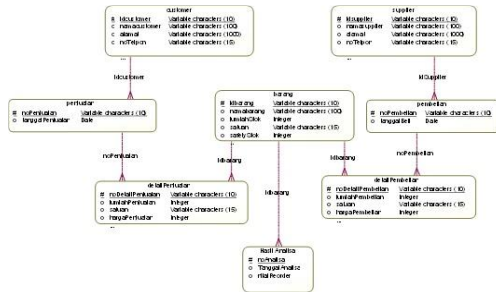 customer
# idcustomer Variable characters (10)
o namacustomer Variable characters (100)
o alamat Variable characters (1000)
o noTelpon Variable characters (15)
...
supplier
# idsupplier Variable characters (10)
o namasupplier Variable characters (100)
o alamat Variable characters (1000)
o noTelpon Variable characters (15)
...
idcustomer
idSupplier
penjualan
# noPenjualan Variable characters (10)
o tanggalPenjualan Date
barang
# idbarang Variable characters (10)
o namabarang Variable characters (100)
o jumlahStok Integer
o satuan Variable characters (15)
o safetyStok Integer
pembelian
# noPembelian Variable characters (10)
o tanggalBeli Date
noPenjualan
idbarang
idbarang
noPembelian
detailPenjualan
# noDetailPenjualan Variable characters (10)
o jumlahPenjualan Integer
o satuan Variable characters (15)
o hargaPenjualan Integer
...
idbarang
detailPembelian
# noDetailPembelian Variable characters (10)
o jumlahPembelian Integer
o satuan Variable characters (15)
o hargaPembelian Integer
...
Hasil Analisa
# noAnalisa
o TanggalAnalisa
o nilaiReorder